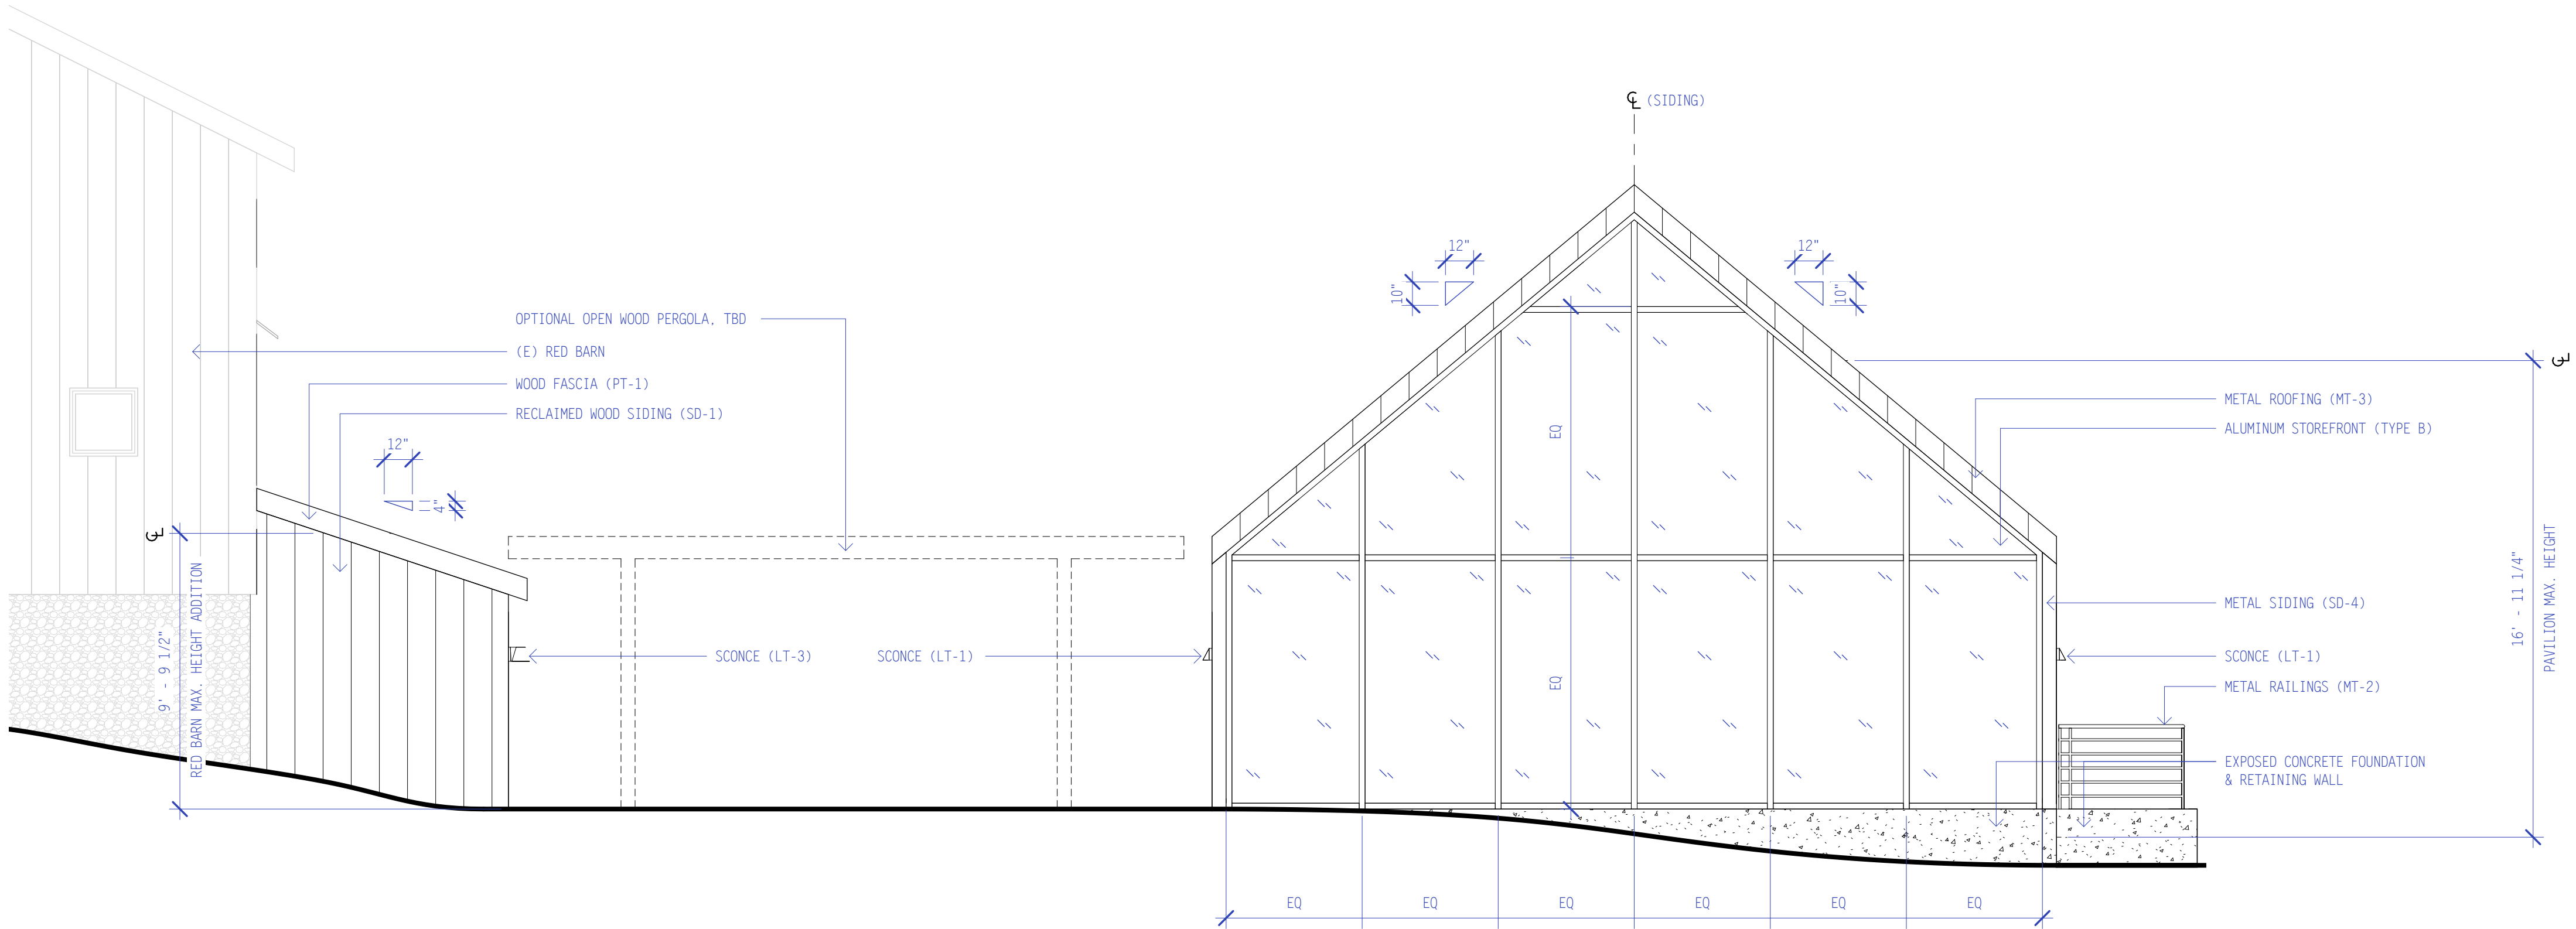 ℄ (SIDING)
12"
10"
12"
10"
OPTIONAL OPEN WOOD PERGOLA, TBD
(E) RED BARN
WOOD FASCIA (PT-1)
RECLAIMED WOOD SIDING (SD-1)
12"
4"
℄
℄
METAL ROOFING (MT-3)
ALUMINUM STOREFRONT (TYPE B)
EQ
EQ
9' - 9 1/2"
RED BARN MAX. HEIGHT ADDITION
SCONCE (LT-3)
SCONCE (LT-1)
METAL SIDING (SD-4)
SCONCE (LT-1)
METAL RAILINGS (MT-2)
EXPOSED CONCRETE FOUNDATION
& RETAINING WALL
16' - 11 1/4"
PAVILION MAX. HEIGHT
EQ
EQ
EQ
EQ
EQ
EQ